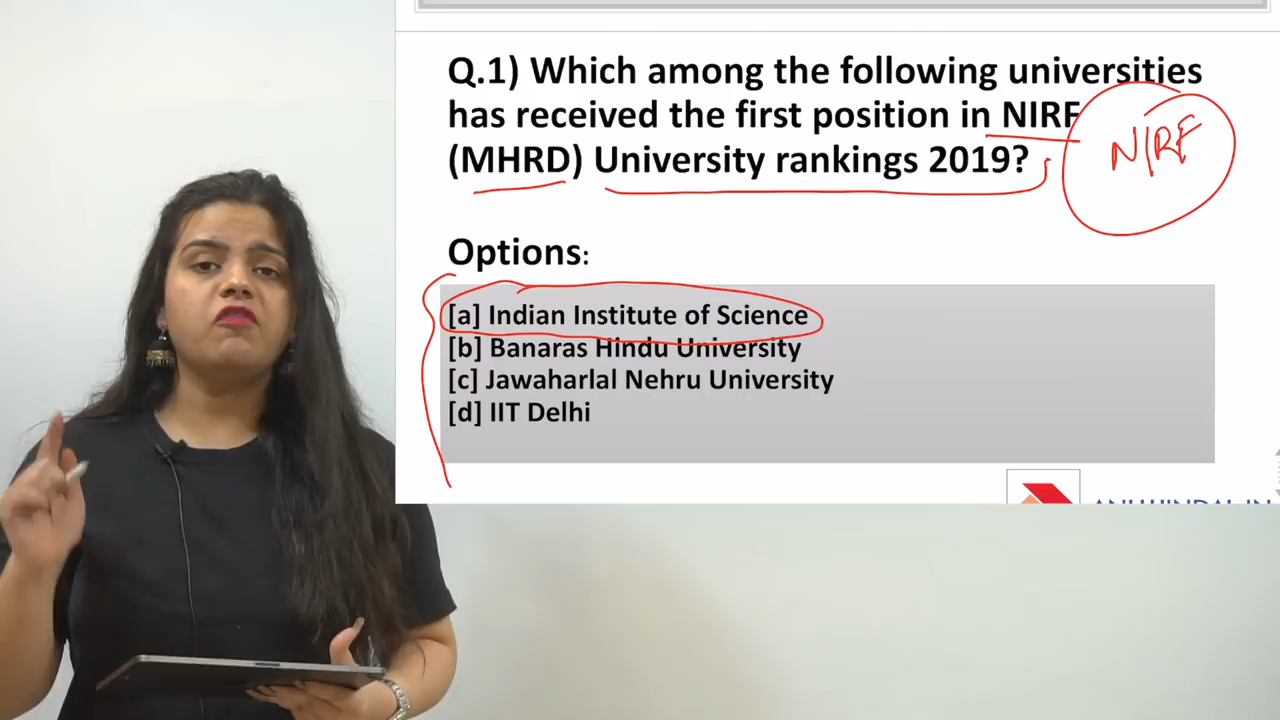 Q.1) Which among the following universities
has received the first position in NIRF
(MHRD) University rankings 2019?
NIRF
Options:
[a] Indian Institute of Science
[b] Banaras Hindu University
[c] Jawaharlal Nehru University
[d] IIT Delhi